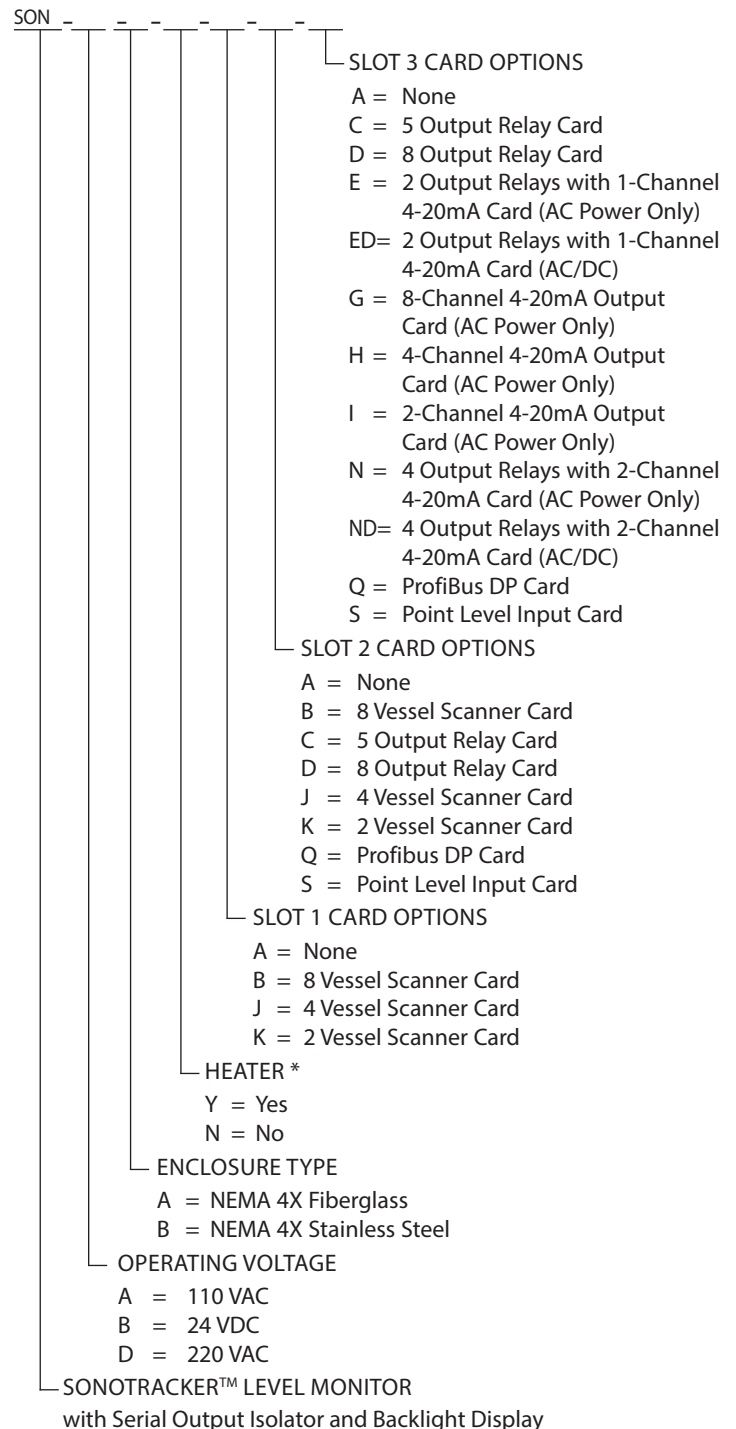 SON - - - - - -
SLOT 3 CARD OPTIONS
A = None
C = 5 Output Relay Card
D = 8 Output Relay Card
E = 2 Output Relays with 1-Channel
4-20mA Card (AC Power Only)
ED= 2 Output Relays with 1-Channel
4-20mA Card (AC/DC)
G = 8-Channel 4-20mA Output
Card (AC Power Only)
H = 4-Channel 4-20mA Output
Card (AC Power Only)
I = 2-Channel 4-20mA Output
Card (AC Power Only)
N = 4 Output Relays with 2-Channel
4-20mA Card (AC Power Only)
ND= 4 Output Relays with 2-Channel
4-20mA Card (AC/DC)
Q = ProfiBus DP Card
S = Point Level Input Card
SLOT 2 CARD OPTIONS
A = None
B = 8 Vessel Scanner Card
C = 5 Output Relay Card
D = 8 Output Relay Card
J = 4 Vessel Scanner Card
K = 2 Vessel Scanner Card
Q = Profibus DP Card
S = Point Level Input Card
SLOT 1 CARD OPTIONS
A = None
B = 8 Vessel Scanner Card
J = 4 Vessel Scanner Card
K = 2 Vessel Scanner Card
HEATER *
Y = Yes
N = No
ENCLOSURE TYPE
A = NEMA 4X Fiberglass
B = NEMA 4X Stainless Steel
OPERATING VOLTAGE
A = 110 VAC
B = 24 VDC
D = 220 VAC
SONOTRACKER™ LEVEL MONITOR
with Serial Output Isolator and Backlight Display